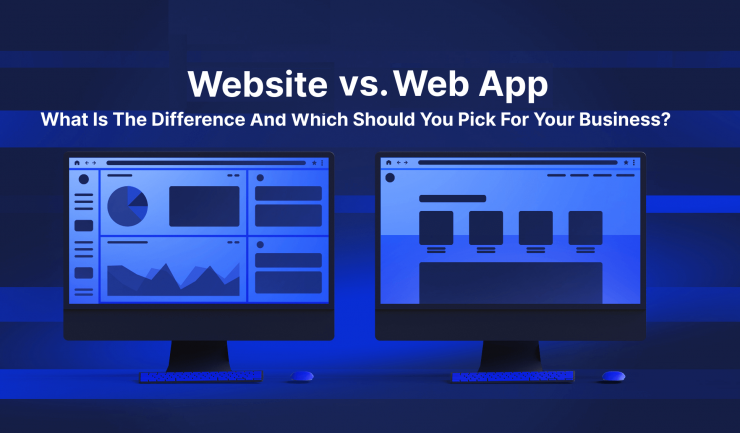 Website vs. Web App
What Is The Difference And Which Should You Pick For Your Business?